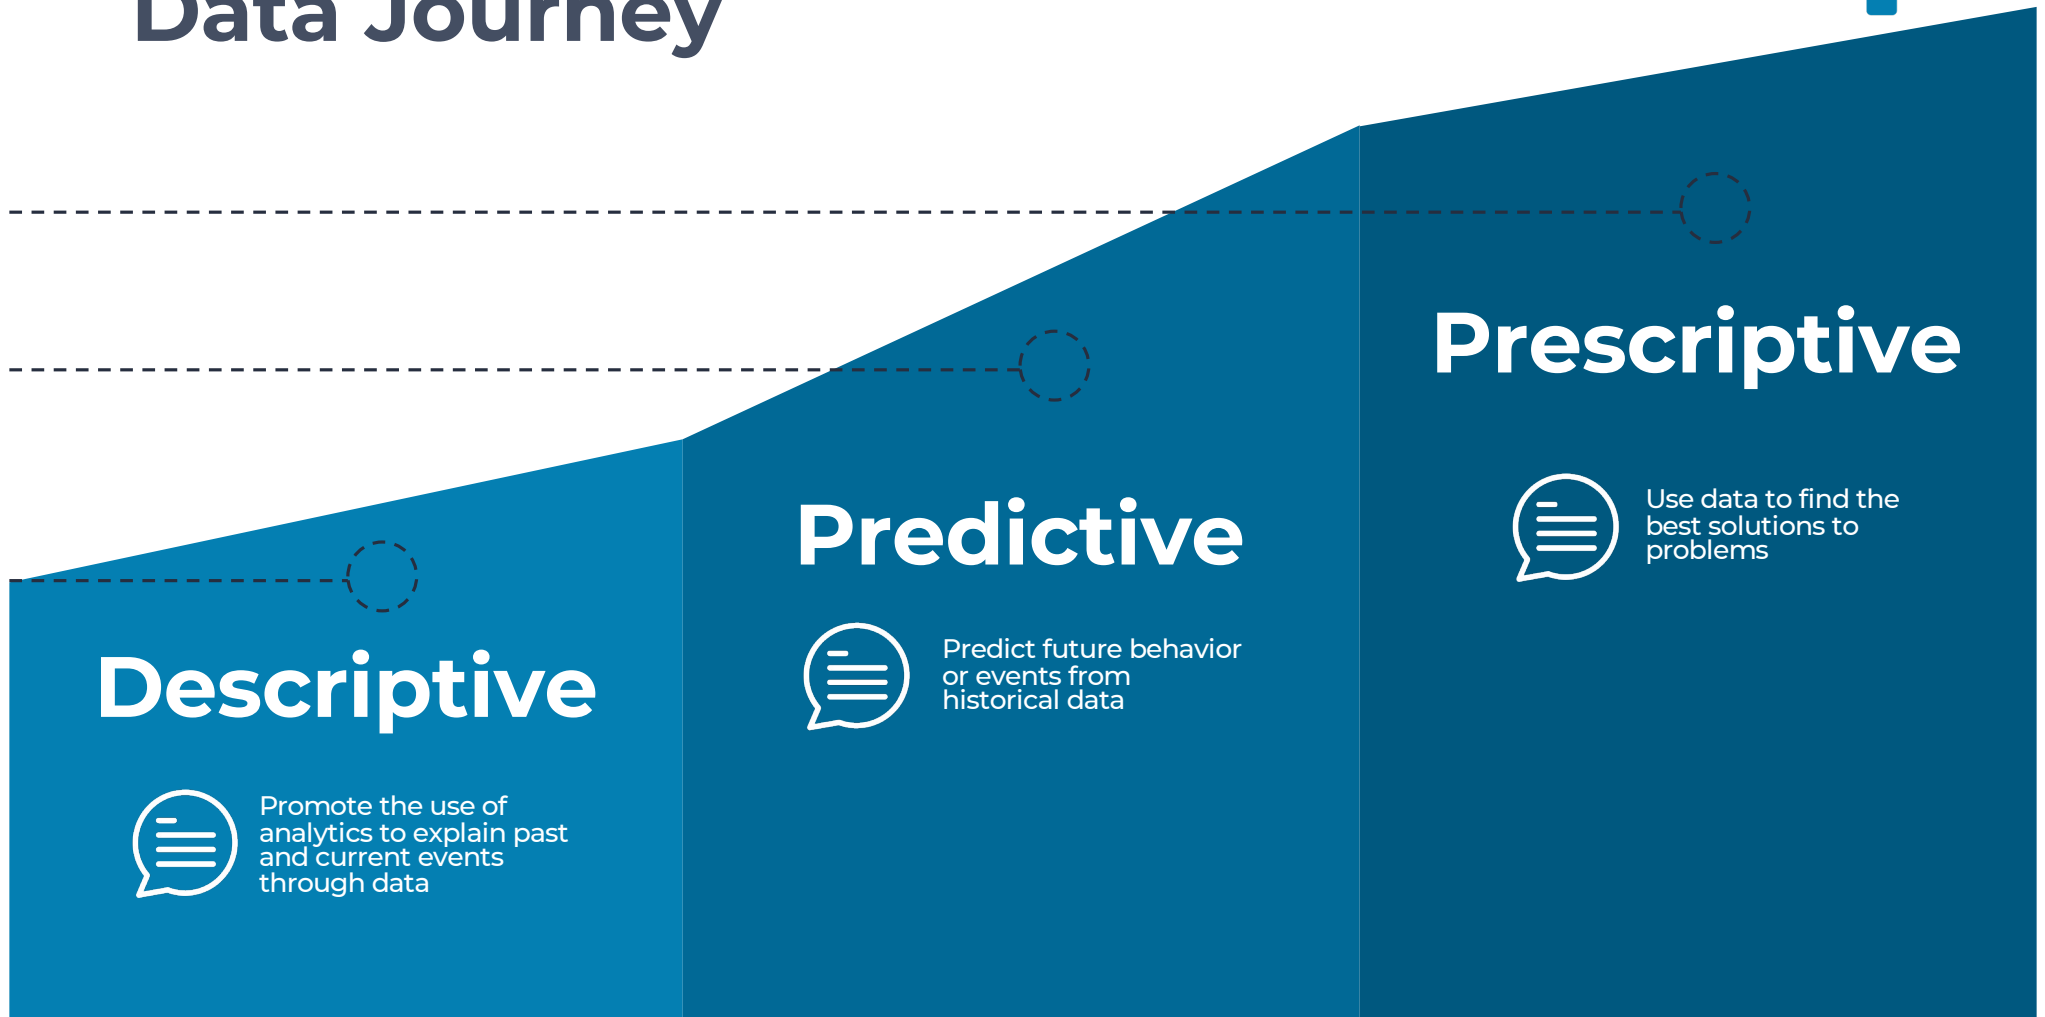 Data Journey
Descriptive
Promote the use of
analytics to explain past
and current events
through data
Predictive
Predict future behavior
or events from
historical data
Prescriptive
Use data to find the
best solutions to
problems